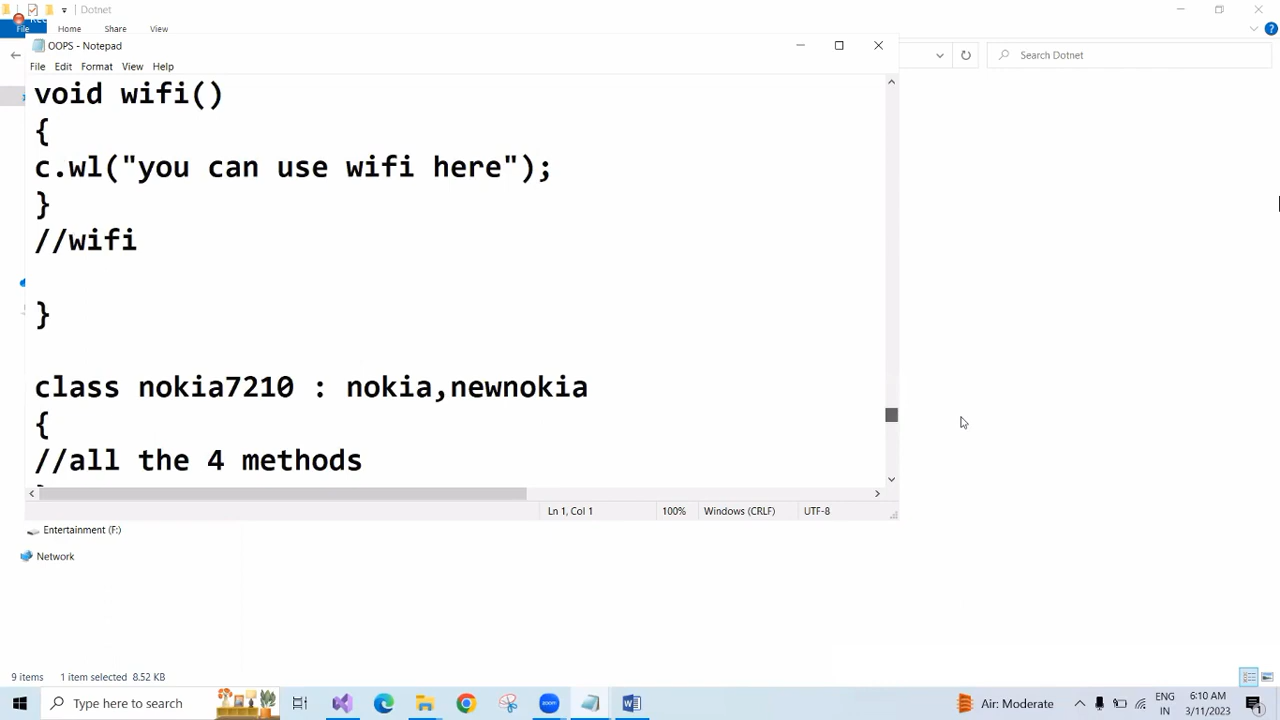 Dotnet
File Home Share View
OOPS - Notepad
Search Dotnet
File Edit Format View Help
void wifi()
{
c.wl("you can use wifi here");
}
//wifi
}
class nokia7210 : nokia,newnokia
{
//all the 4 methods
Ln 1, Col 1 100% Windows (CRLF) UTF-8
Entertainment (F:)
Network
9 items 1 item selected 8.52 KB
Type here to search
zoom
Air: Moderate
ENG
IN
6:10 AM
3/11/2023
1